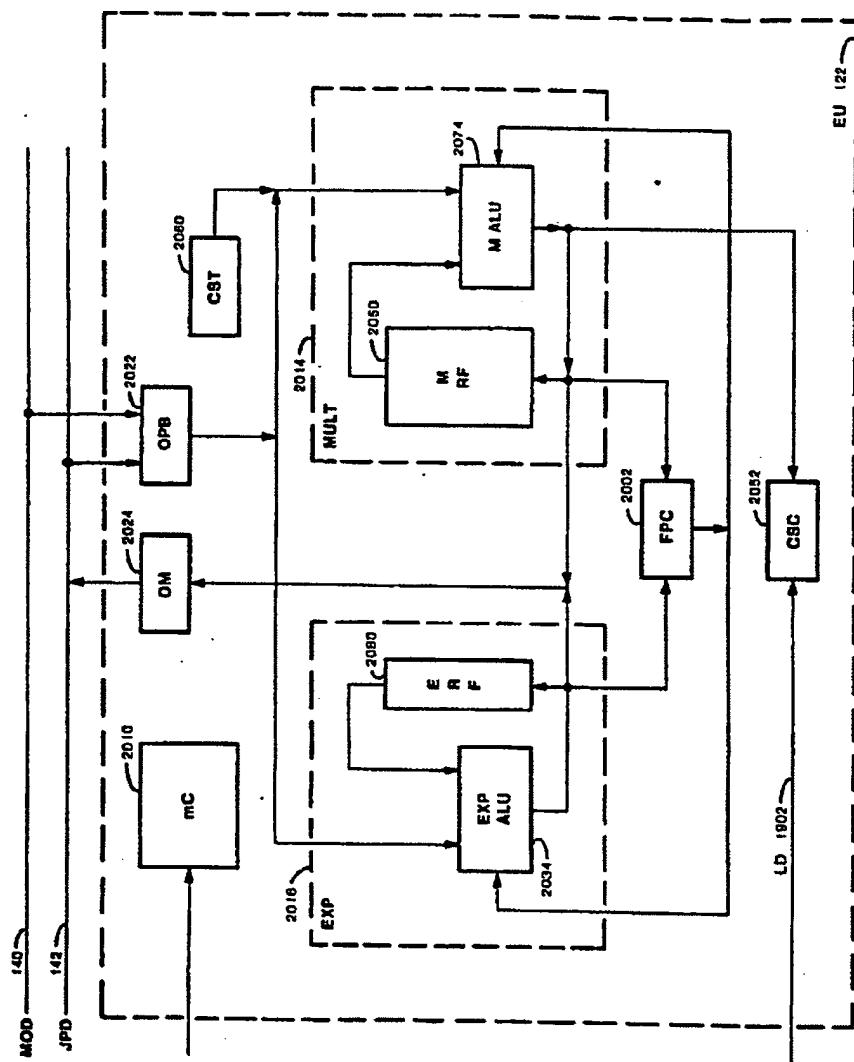 MOD 140
JPD 142
2010
mC
2024
OM
2022
OPB
2060
CST
2016
EXP
EXP
ALU
2034
2080
E
R
F
2014
MULT
M
RF
2050
M ALU
2074
2002
FPC
LD 1902
2052
CSC
EU 122